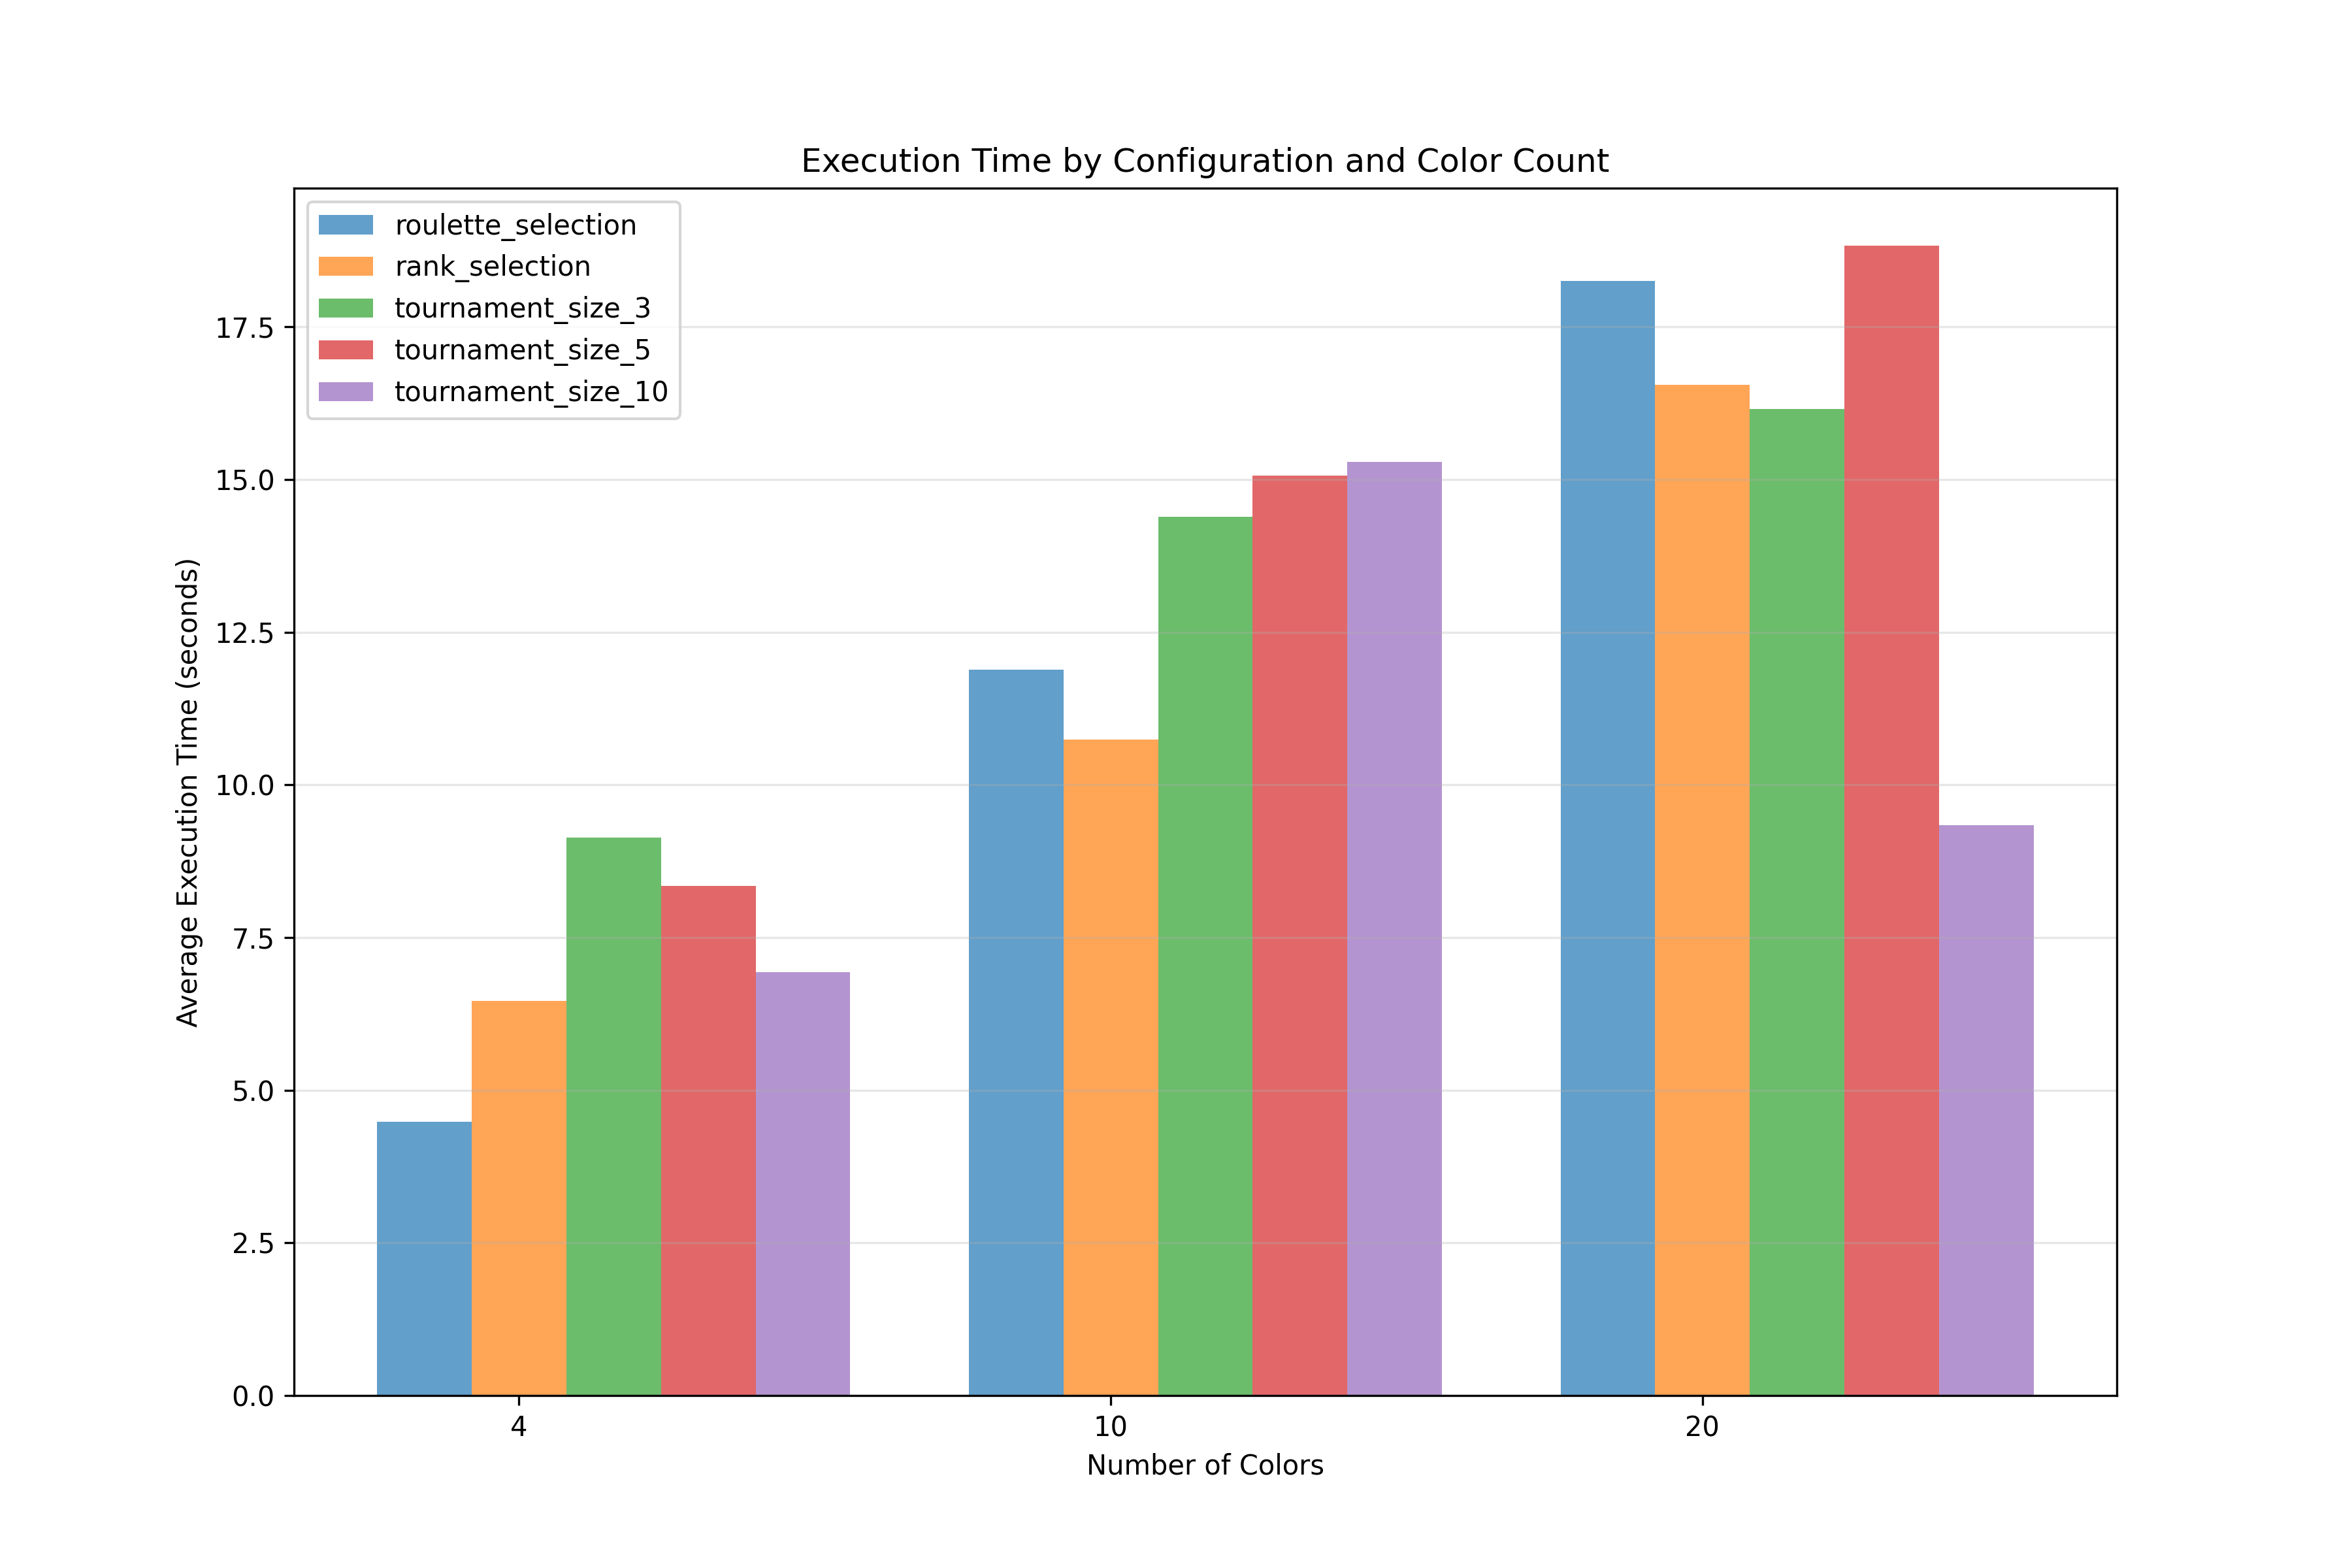 Execution Time by Configuration and Color Count
roulette_selection
rank_selection
tournament_size_3
tournament_size_5
tournament_size_10
Average Execution Time (seconds)
17.5
15.0
12.5
10.0
7.5
5.0
2.5
0.0
4 10 20
Number of Colors